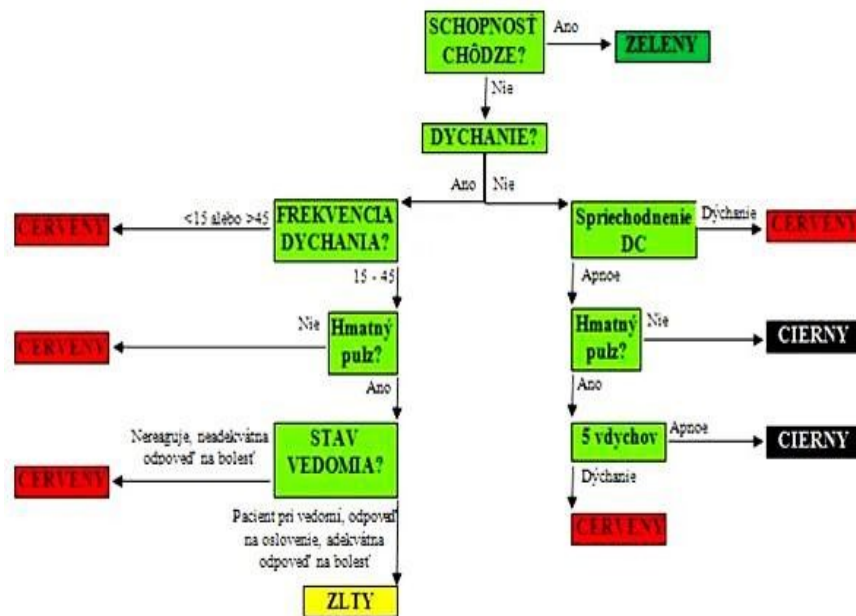 SCHOPNOSŤ
CHÔDZE?
Ano
ZELENY
Nie
DYCHANIE?
Ano
Nie
CERVENY
<15 alebo >45
FREKVENCIA
DYCHANIA?
Spriechodnenie
DC
Dýchanie
CERVENY
15 - 45
Apnoe
CERVENY
Nie
Hmatný
pulz?
Hmatný
pulz?
Nie
CIERNY
Ano
Ano
Nereaguje, neadekvátna
odpoveď na bolesť
CERVENY
STAV
VEDOMIA?
5 vdychov
Apnoe
CIERNY
Dýchanie
CERVENY
Pacient pri vedomí, odpoveď
na oslovenie, adekvátna
odpoveď na bolesť
ZLTY